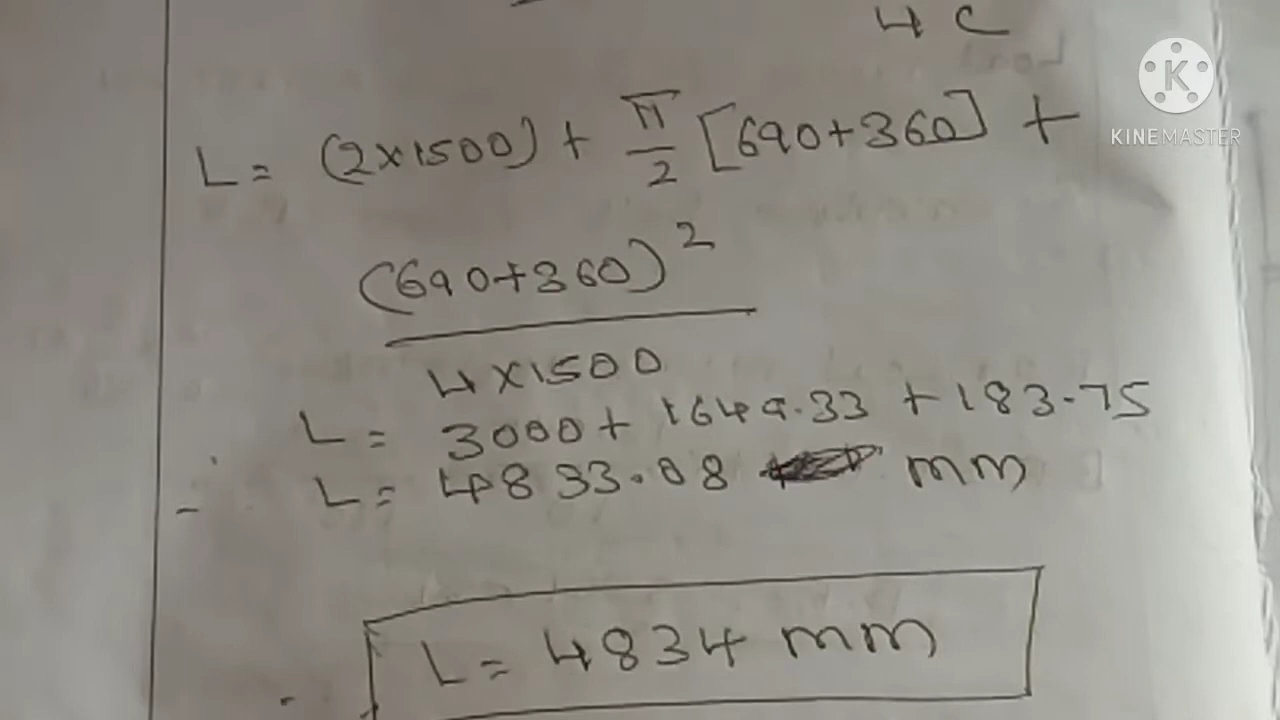 4 C
L = (2×1500) + π/2 [690+360] +
(690+360)²
4×1500
L = 3000 + 1649.33 + 183.75
L = 4833.08 mm
L = 4834 mm
KINEMASTER